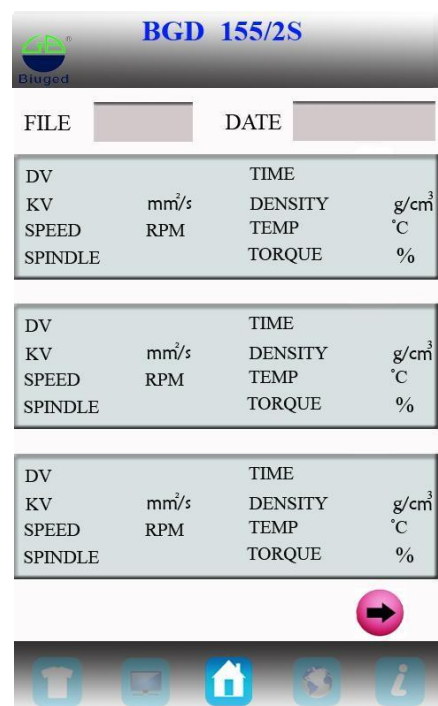 BGD 155/2S
Biuged
FILE DATE
DV TIME
KV mm²/s DENSITY g/cm³
SPEED RPM TEMP °C
SPINDLE TORQUE %
DV TIME
KV mm²/s DENSITY g/cm³
SPEED RPM TEMP °C
SPINDLE TORQUE %
DV TIME
KV mm²/s DENSITY g/cm³
SPEED RPM TEMP °C
SPINDLE TORQUE %